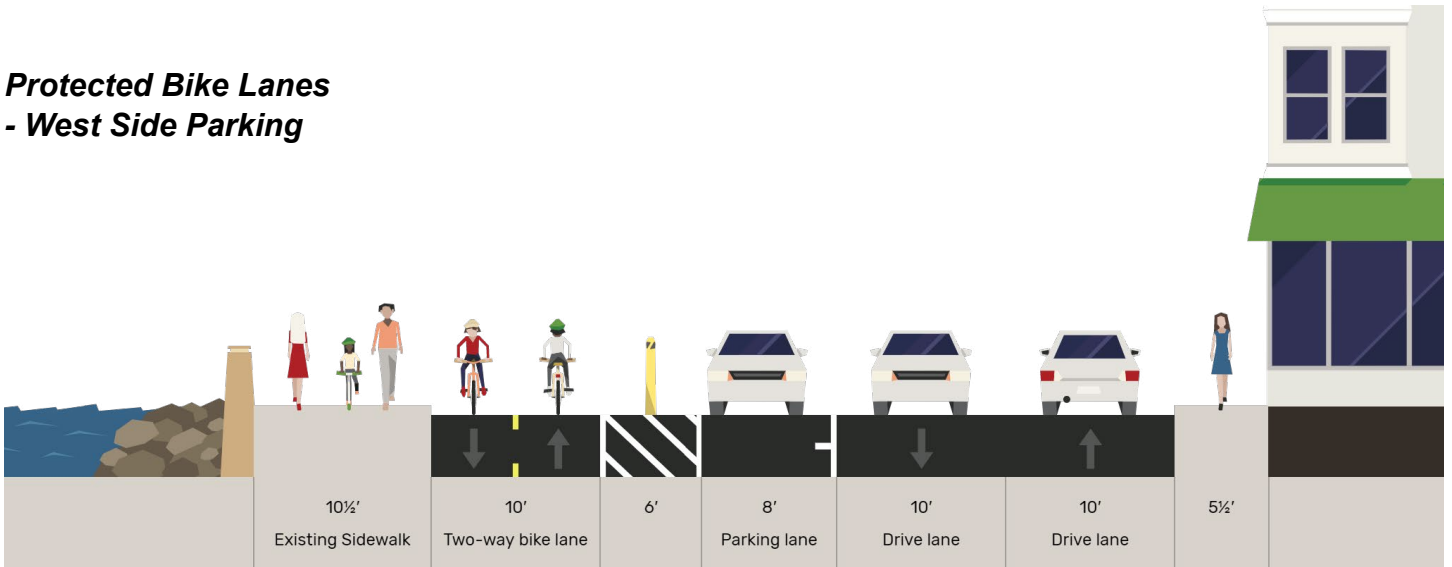 Protected Bike Lanes
- West Side Parking
10½′
Existing Sidewalk
10′
Two-way bike lane
6′
8′
Parking lane
10′
Drive lane
10′
Drive lane
5½′